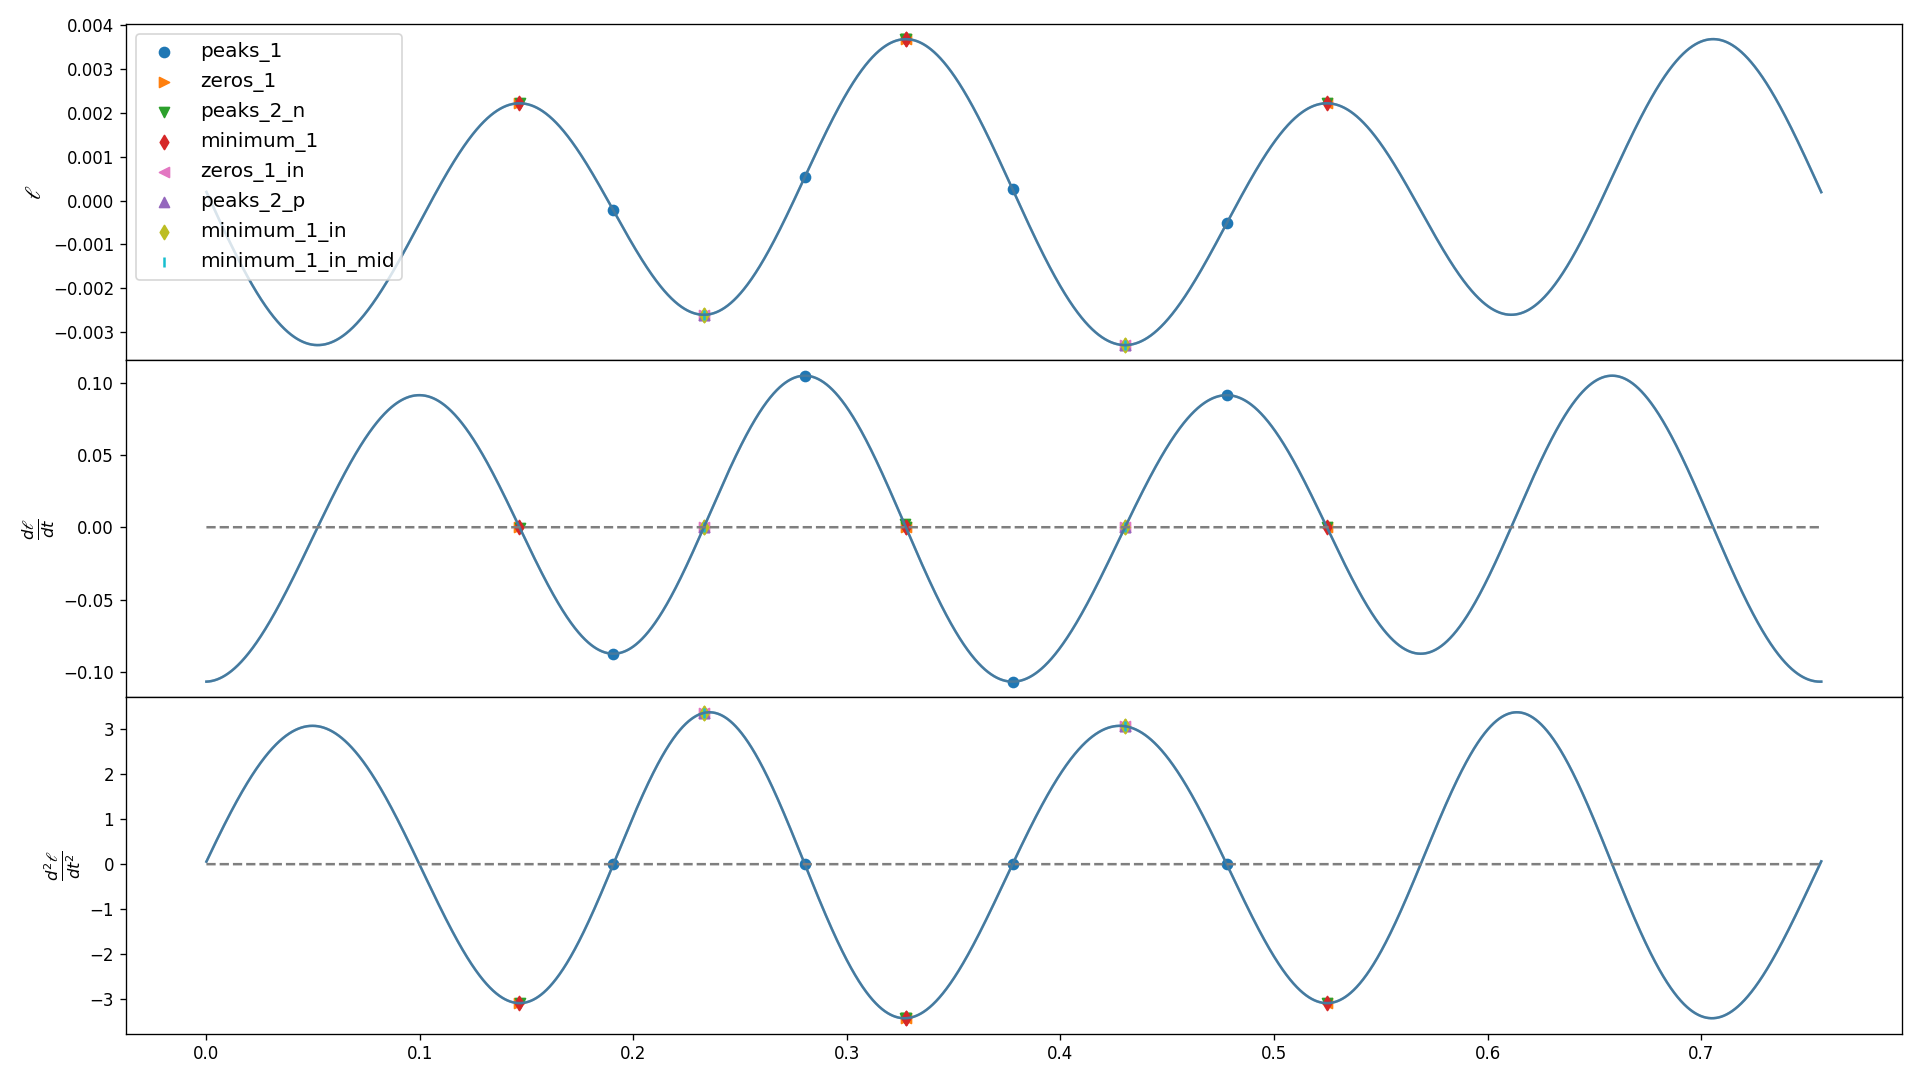 0.004
0.003
0.002
0.001
0.000
−0.001
−0.002
−0.003
ℓ
peaks_1
zeros_1
peaks_2_n
minimum_1
zeros_1_in
peaks_2_p
minimum_1_in
minimum_1_in_mid
0.10
0.05
0.00
−0.05
−0.10
dℓ/dt
3
2
1
0
−1
−2
−3
d²ℓ/dt²
0.0 0.1 0.2 0.3 0.4 0.5 0.6 0.7